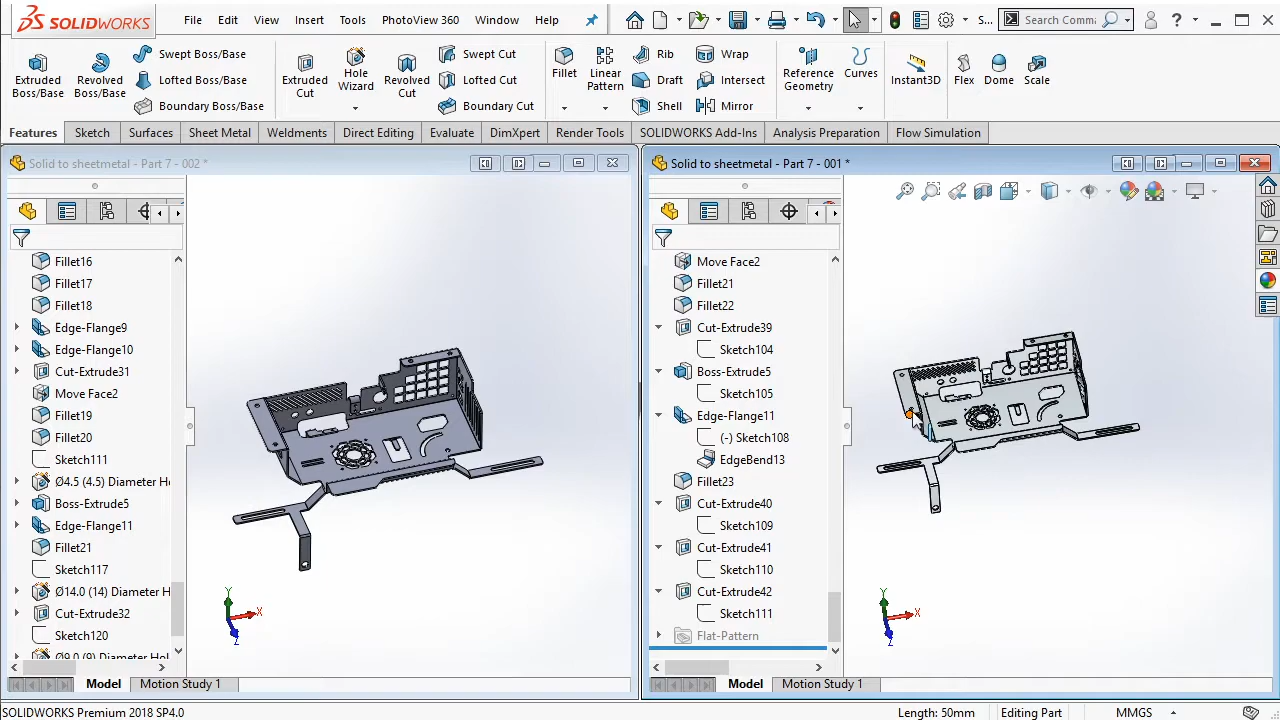 SOLIDWORKS
File Edit View Insert Tools PhotoView 360 Window Help S... Search Comma ?
Extruded Boss/Base
Revolved Boss/Base
Swept Boss/Base
Lofted Boss/Base
Boundary Boss/Base
Extruded Cut
Hole Wizard
Revolved Cut
Swept Cut
Lofted Cut
Boundary Cut
Fillet
Linear Pattern
Rib
Draft
Shell
Wrap
Intersect
Mirror
Reference Geometry
Curves
Instant3D
Flex
Dome
Scale
Features Sketch Surfaces Sheet Metal Weldments Direct Editing Evaluate DimXpert Render Tools SOLIDWORKS Add-Ins Analysis Preparation Flow Simulation
Solid to sheetmetal - Part 7 - 002 *
Fillet16
Fillet17
Fillet18
Edge-Flange9
Edge-Flange10
Cut-Extrude31
Move Face2
Fillet19
Fillet20
Sketch111
Ø4.5 (4.5) Diameter H
Boss-Extrude5
Edge-Flange11
Fillet21
Sketch117
Ø14.0 (14) Diameter H
Cut-Extrude32
Sketch120
Ø9.0 (9) Diameter Hol
Y
X
Z
Model Motion Study 1
Solid to sheetmetal - Part 7 - 001 *
Move Face2
Fillet21
Fillet22
Cut-Extrude39
Sketch104
Boss-Extrude5
Sketch105
Edge-Flange11
(-) Sketch108
EdgeBend13
Fillet23
Cut-Extrude40
Sketch109
Cut-Extrude41
Sketch110
Cut-Extrude42
Sketch111
Flat-Pattern
Y
X
Z
Model Motion Study 1
SOLIDWORKS Premium 2018 SP4.0 Length: 50mm Editing Part MMGS